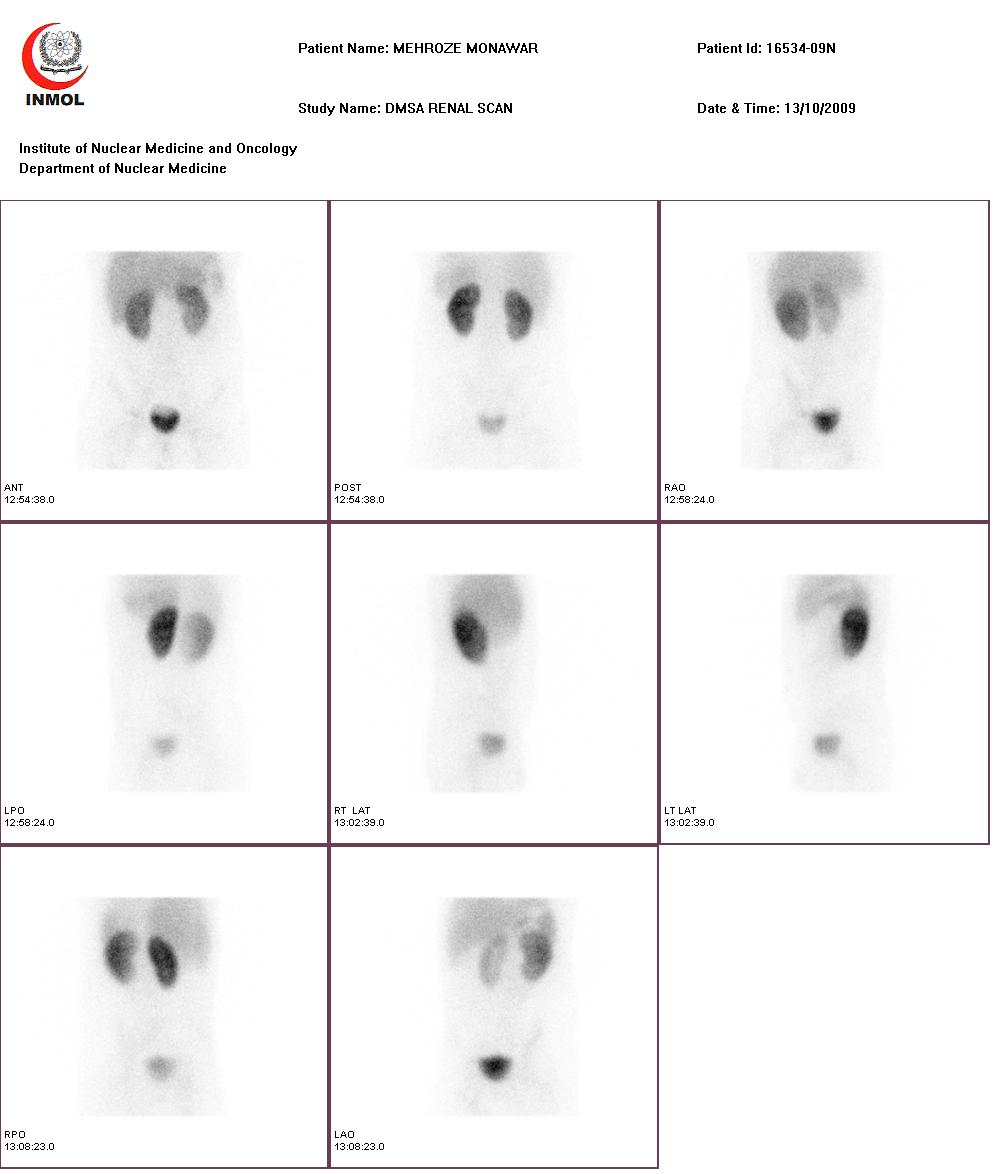 INMOL
Patient Name: MEHROZE MONAWAR
Patient Id: 16534-09N
Study Name: DMSA RENAL SCAN
Date & Time: 13/10/2009
Institute of Nuclear Medicine and Oncology
Department of Nuclear Medicine
ANT
12:54:38.0
POST
12:54:38.0
RAO
12:58:24.0
LPO
12:58:24.0
RT LAT
13:02:39.0
LT LAT
13:02:39.0
RPO
13:08:23.0
LAO
13:08:23.0